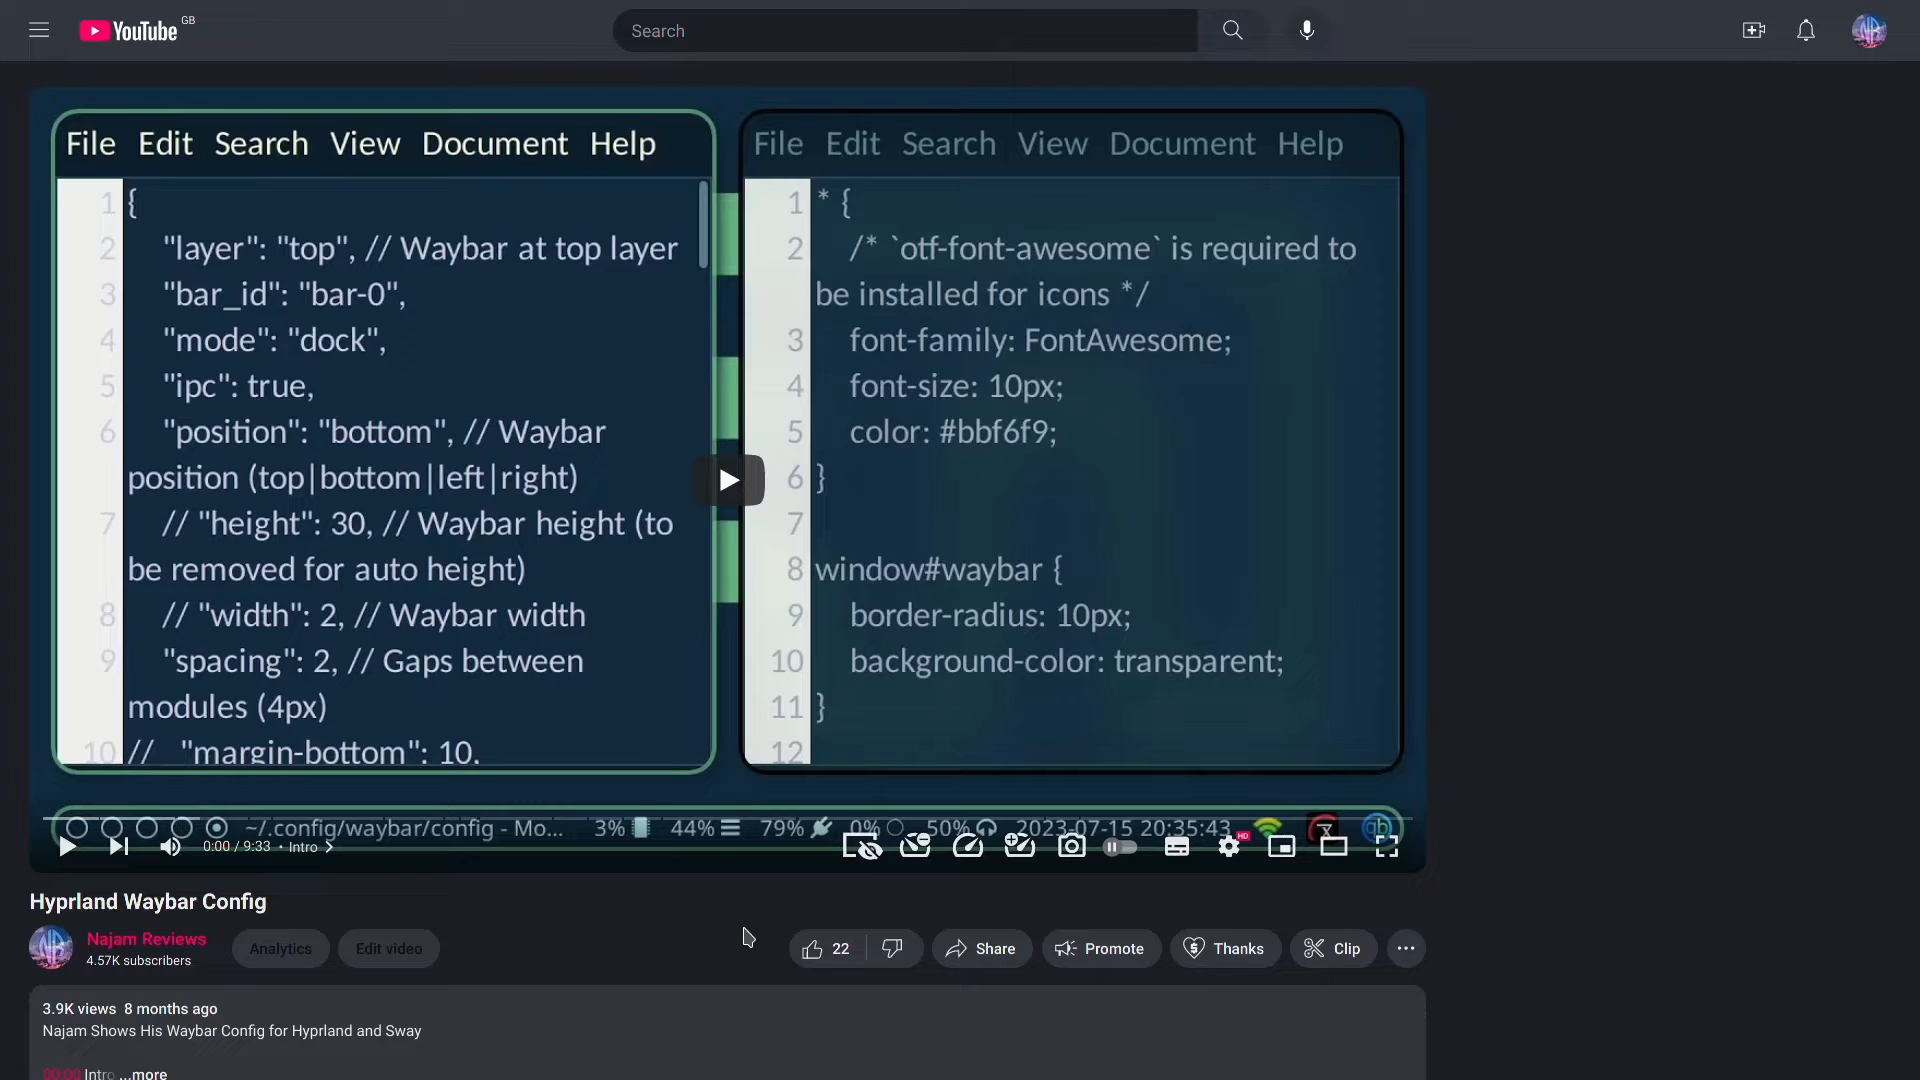 YouTube GB
Search
File Edit Search View Document Help
1 {
2 "layer": "top", // Waybar at top layer
3 "bar_id": "bar-0",
4 "mode": "dock",
5 "ipc": true,
6 "position": "bottom", // Waybar
position (top|bottom|left|right)
7 // "height": 30, // Waybar height (to
be removed for auto height)
8 // "width": 2, // Waybar width
9 "spacing": 2, // Gaps between
modules (4px)
10 // "margin-bottom": 10,
File Edit Search View Document Help
1 * {
2 /* `otf-font-awesome` is required to
be installed for icons */
3 font-family: FontAwesome;
4 font-size: 10px;
5 color: #bbf6f9;
6 }
7
8 window#waybar {
9 border-radius: 10px;
10 background-color: transparent;
11 }
12
~/.config/waybar/config - Mo... 3% 44% 79% 0% 50% 2023-07-15 20:35:43
0:00 / 9:33 • Intro
HD
Hyprland Waybar Config
Najam Reviews
4.57K subscribers
Analytics
Edit video
22
Share
Promote
Thanks
Clip
3.9K views 8 months ago
Najam Shows His Waybar Config for Hyprland and Sway
00:00 Intro ...more